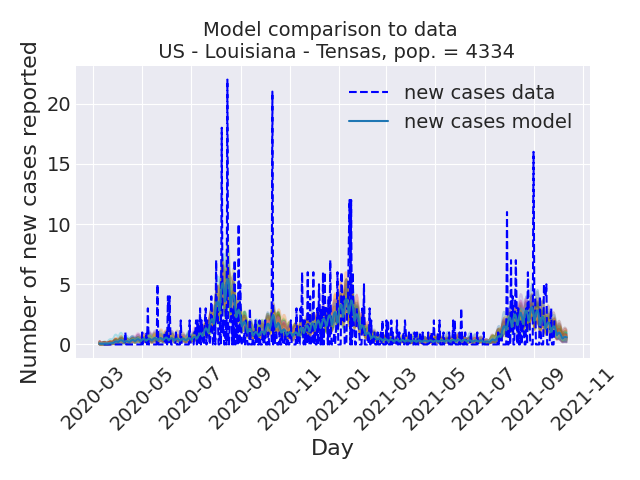 Model comparison to data
US - Louisiana - Tensas, pop. = 4334
Number of new cases reported
20
15
10
5
0
new cases data
new cases model
2020-03
2020-05
2020-07
2020-09
2020-11
2021-01
2021-03
2021-05
2021-07
2021-09
2021-11
Day